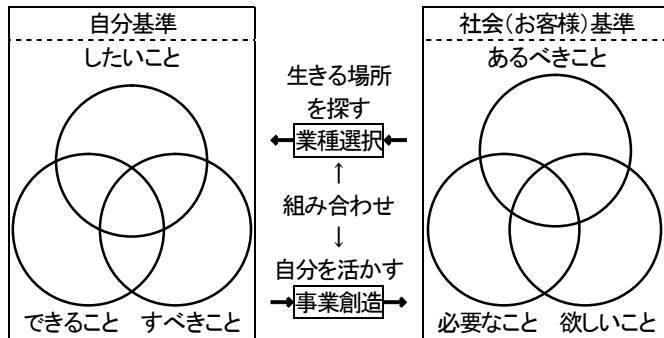 自分基準
したいこと
できること すべきこと
生きる場所
を探す
業種選択
↑
組み合わせ
↓
自分を活かす
事業創造
社会(お客様)基準
あるべきこと
必要なこと 欲しいこと